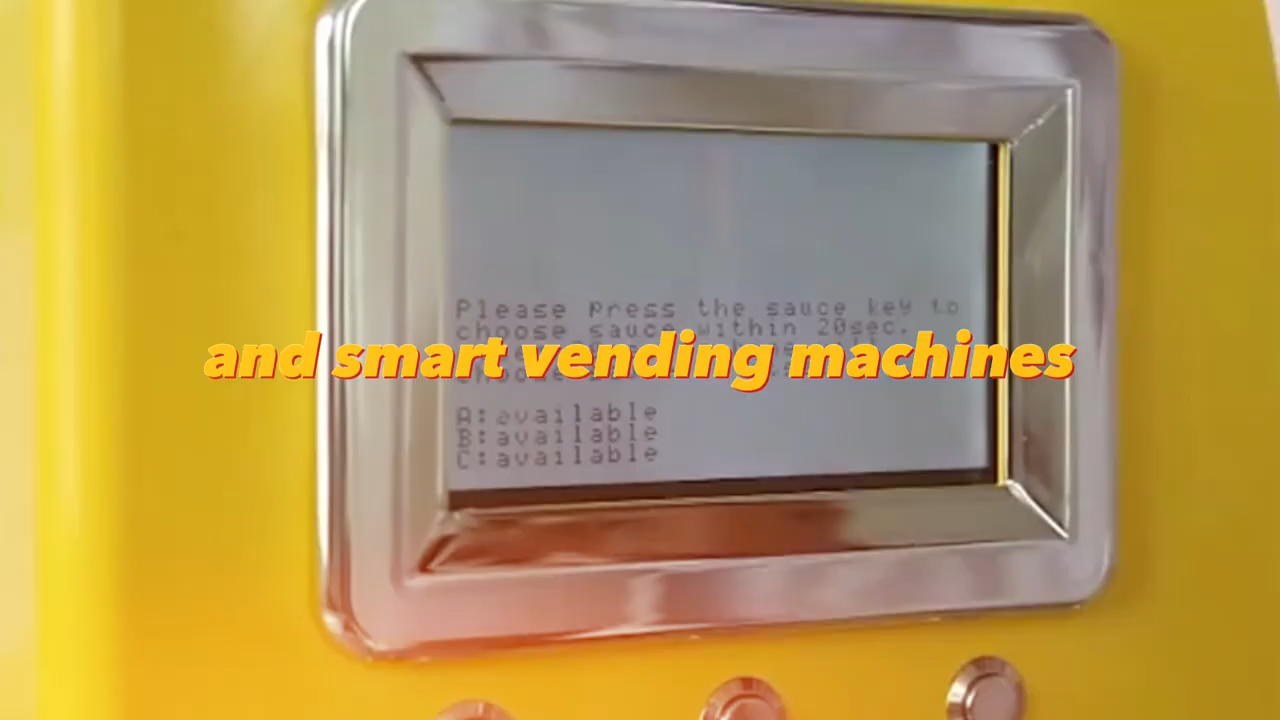 Please press the sauce key to
choose sauce within 20sec.
and smart vending machines
A:available
B:available
C:available